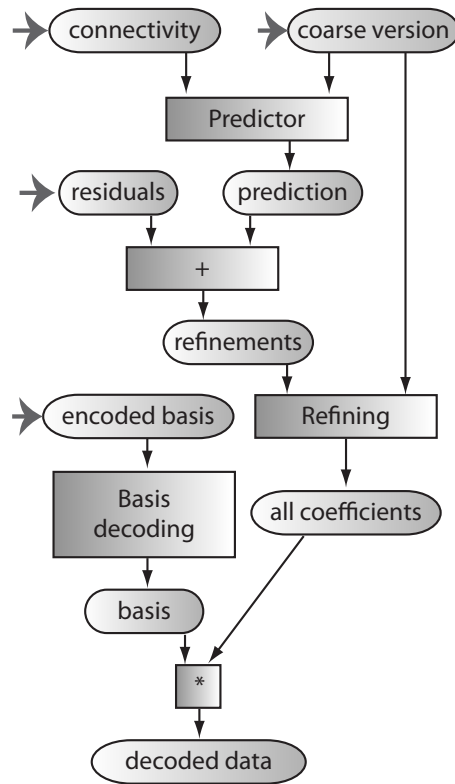 connectivity
coarse version
Predictor
residuals
prediction
+
refinements
encoded basis
Refining
Basis
decoding
all coefficients
basis
*
decoded data